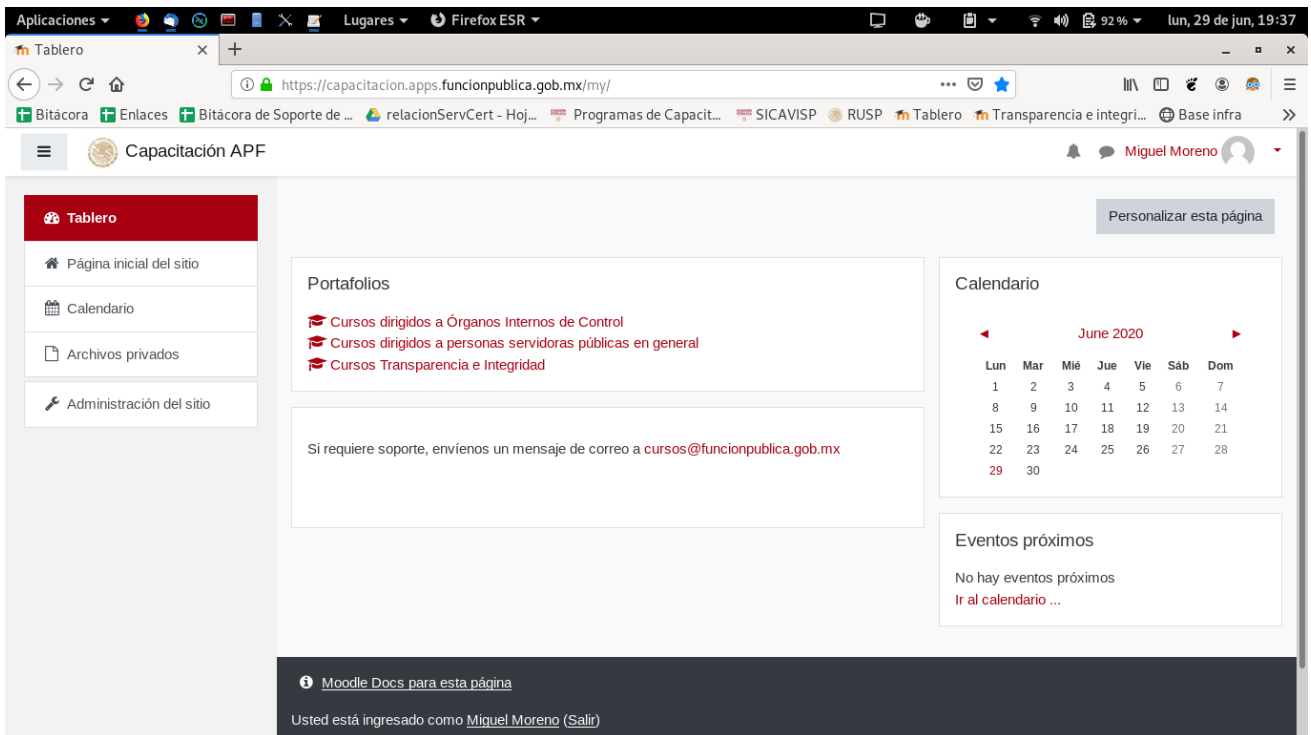 Aplicaciones Lugares Firefox ESR 92 % lun, 29 de jun, 19:37
Tablero
https://capacitacion.apps.funcionpublica.gob.mx/my/
Bitácora Enlaces Bitácora de Soporte de ... relacionServCert - Hoj... Programas de Capacit... SICAVISP RUSP Tablero Transparencia e integri... Base infra
Capacitación APF Miguel Moreno
Tablero
Página inicial del sitio
Calendario
Archivos privados
Administración del sitio
Personalizar esta página
Portafolios
Cursos dirigidos a Órganos Internos de Control
Cursos dirigidos a personas servidoras públicas en general
Cursos Transparencia e Integridad
Si requiere soporte, envíenos un mensaje de correo a cursos@funcionpublica.gob.mx
Calendario
June 2020
Lun Mar Mié Jue Vie Sáb Dom
1 2 3 4 5 6 7
8 9 10 11 12 13 14
15 16 17 18 19 20 21
22 23 24 25 26 27 28
29 30
Eventos próximos
No hay eventos próximos
Ir al calendario ...
Moodle Docs para esta página
Usted está ingresado como Miguel Moreno (Salir)